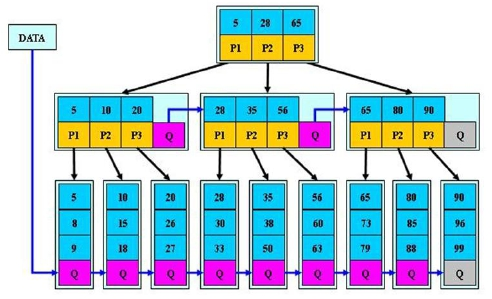 5 28 65
DATA
P1 P2 P3
5 10 20
28 35 56
65 80 90
P1 P2 P3 Q
P1 P2 P3 Q
P1 P2 P3 Q
5 10 20 28 35 56 65 80 90
8 15 26 30 38 60 73 85 96
9 18 27 33 50 63 79 88 99
Q Q Q Q Q Q Q Q Q